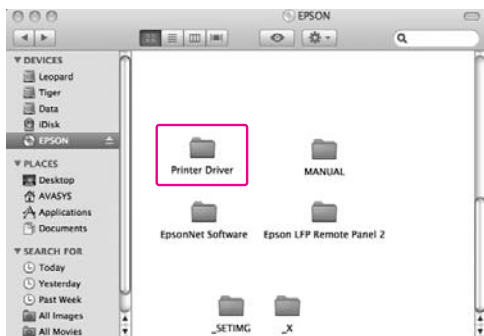 EPSON
DEVICES
Leopard
Tiger
Data
iDisk
EPSON
PLACES
Desktop
AVASYS
Applications
Documents
SEARCH FOR
Today
Yesterday
Past Week
All Images
All Movies
Printer Driver
MANUAL
EpsonNet Software
Epson LFP Remote Panel 2
_SETIMG
_X